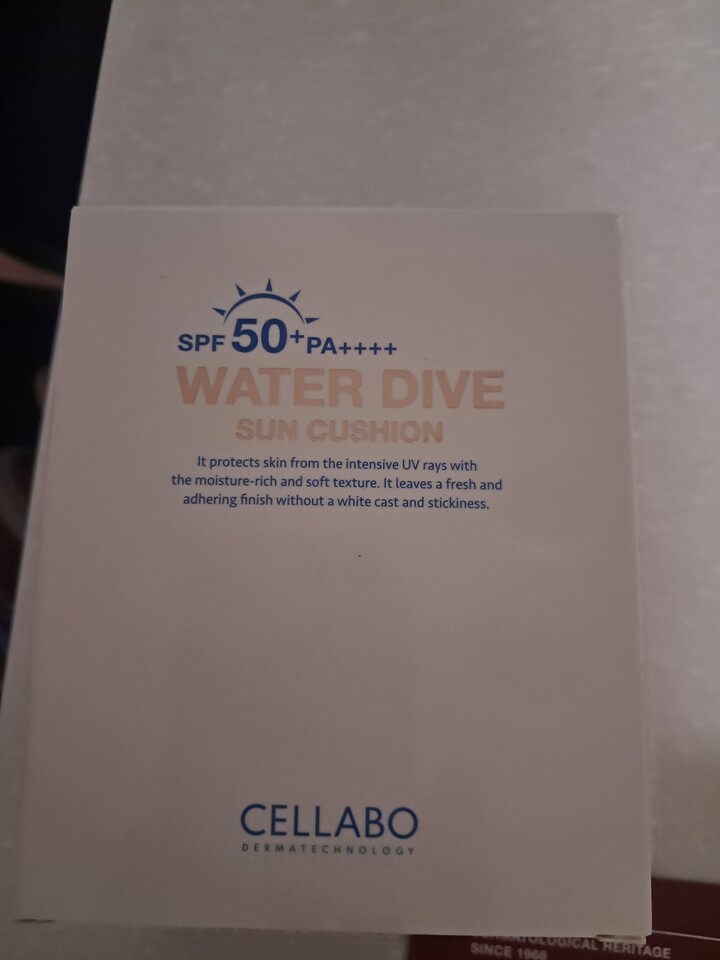 SPF 50+ PA++++
WATER DIVE
SUN CUSHION
It protects skin from the intensive UV rays with
the moisture-rich and soft texture. It leaves a fresh and
adhering finish without a white cast and stickiness.
CELLABO
DERMATECHNOLOGY
HERITAGE
SINCE